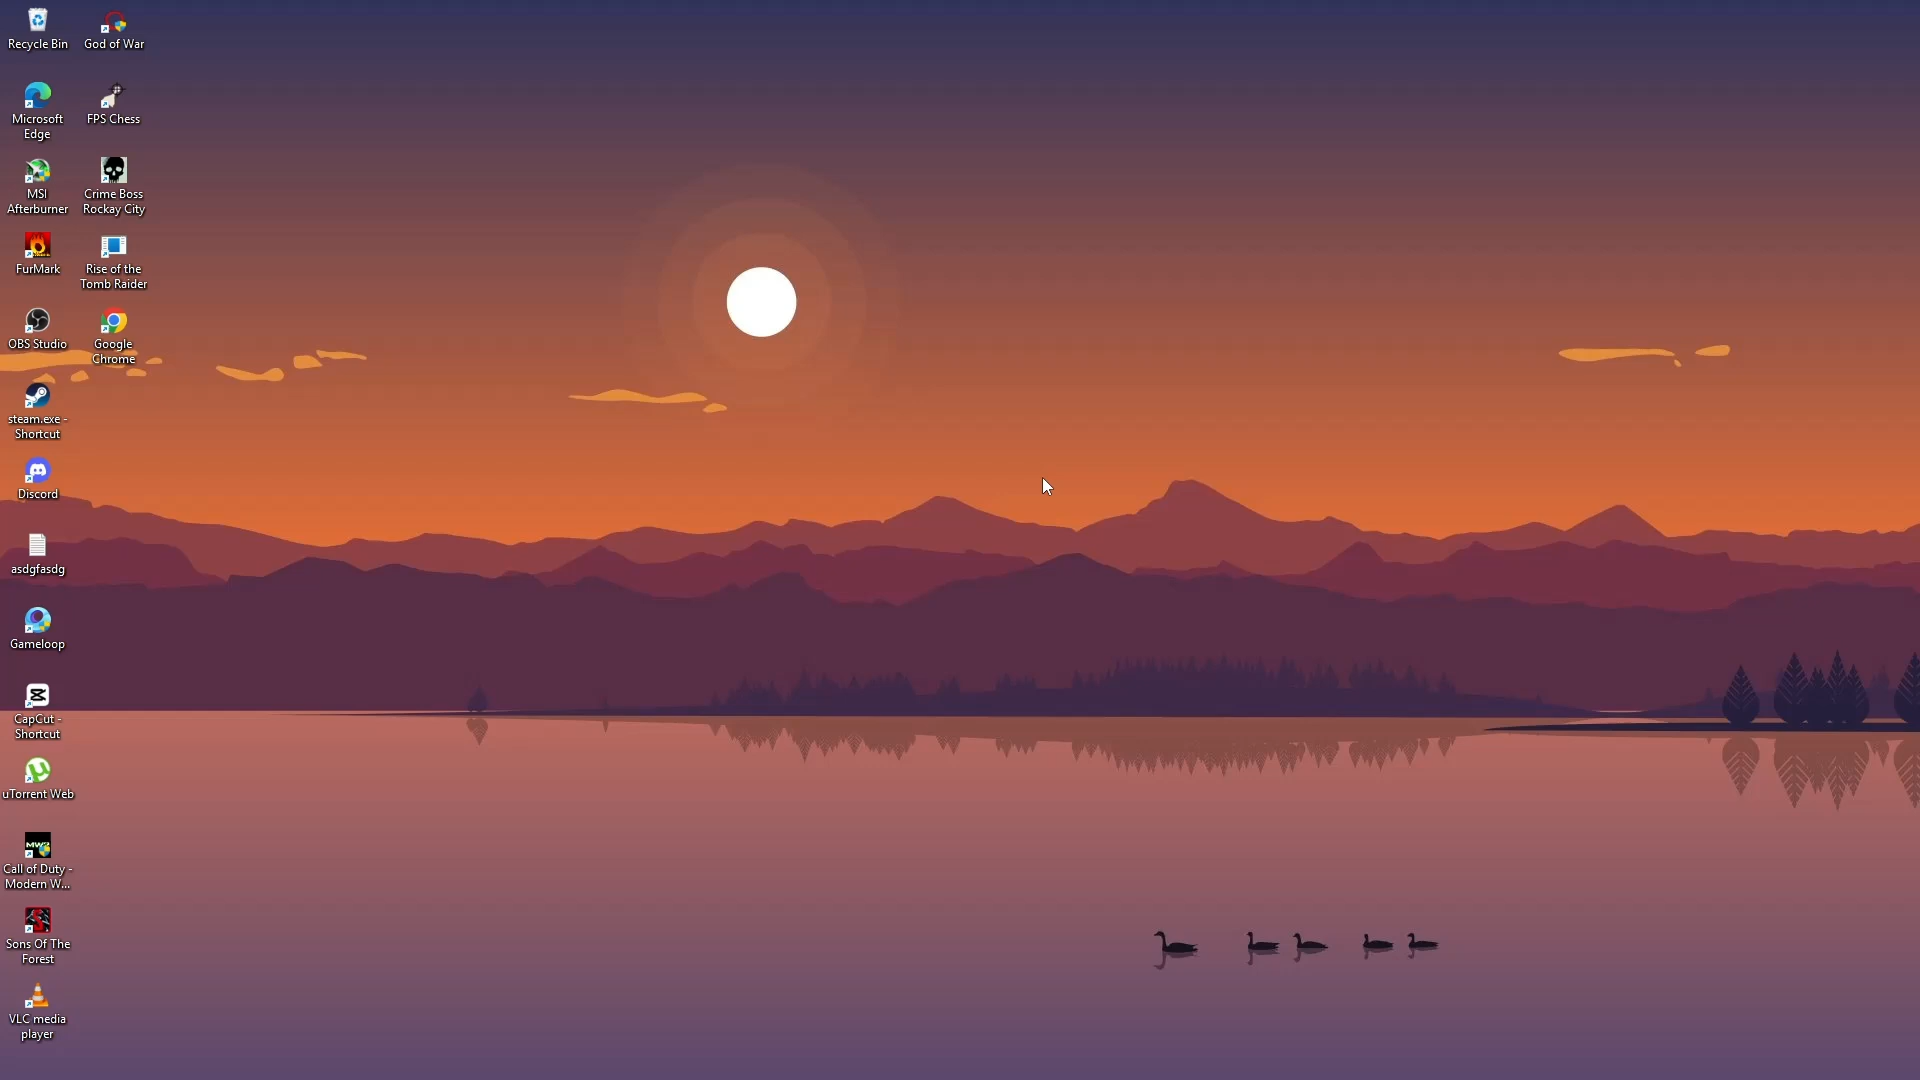 Recycle Bin
God of War
Microsoft
Edge
FPS Chess
MSI
Afterburner
Crime Boss
Rockay City
FurMark
Rise of the
Tomb Raider
OBS Studio
Google
Chrome
steam.exe -
Shortcut
Discord
asdgfasdg
Gameloop
CapCut -
Shortcut
uTorrent Web
MW2
Call of Duty -
Modern W...
Sons Of The
Forest
VLC media
player